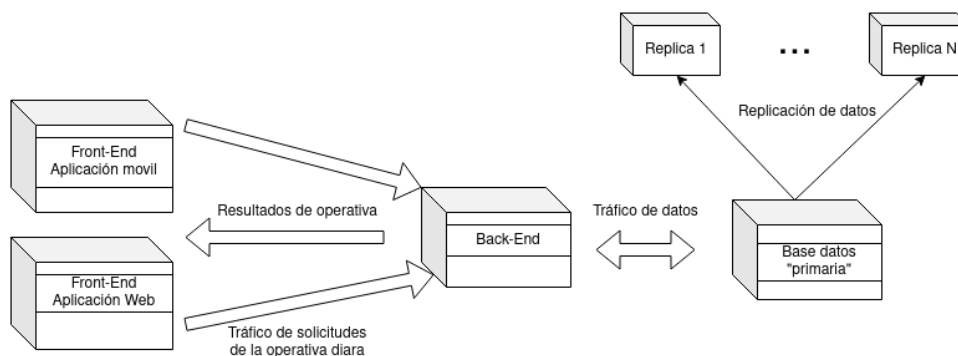 Replica 1
...
Replica N
Replicación de datos
Front-End
Aplicación movil
Resultados de operativa
Back-End
Tráfico de datos
Base datos
"primaria"
Front-End
Aplicación Web
Tráfico de solicitudes
de la operativa diara